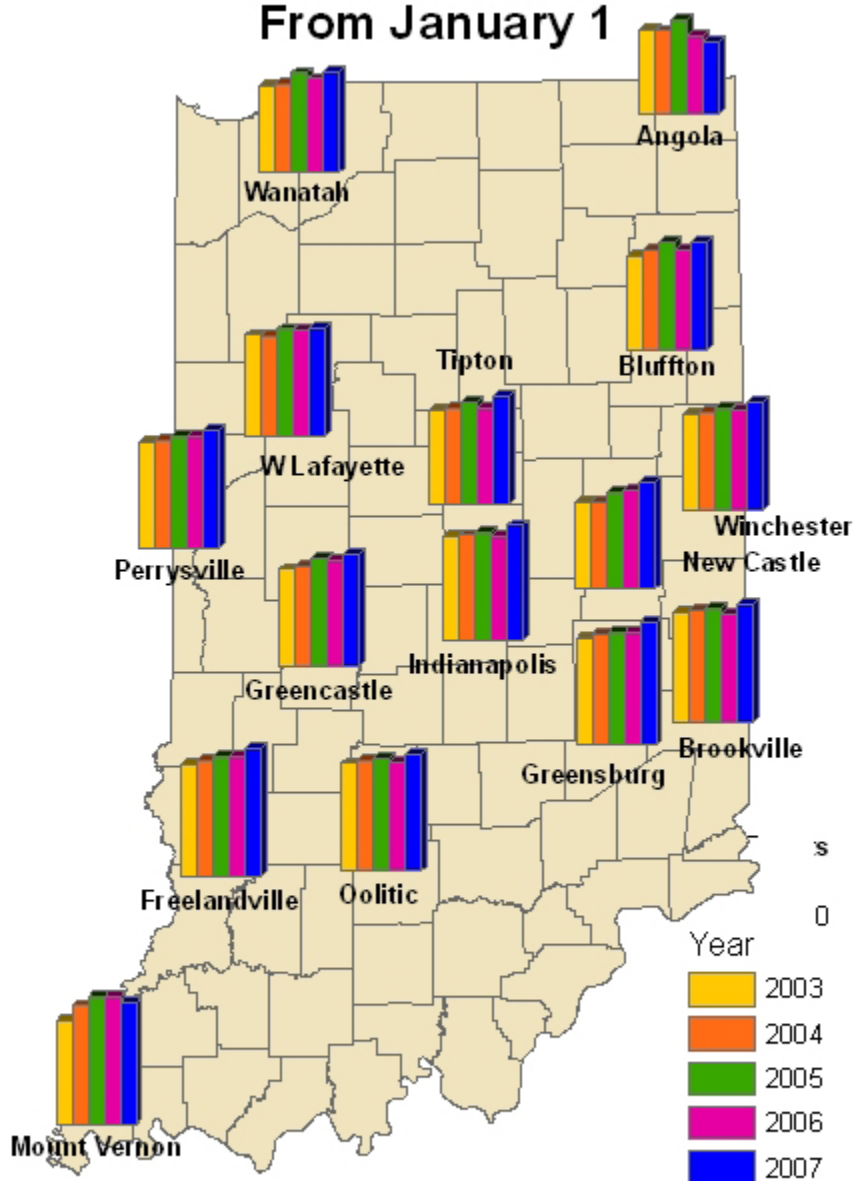 From January 1
Angola
Wanatah
Tipton
Bluffton
W Lafayette
Winchester
Perrysville
New Castle
Indianapolis
Greencastle
Brookville
Greensburg
s
Freelandville
Oolitic
0
Year
2003
2004
2005
2006
Mount Vernon
2007